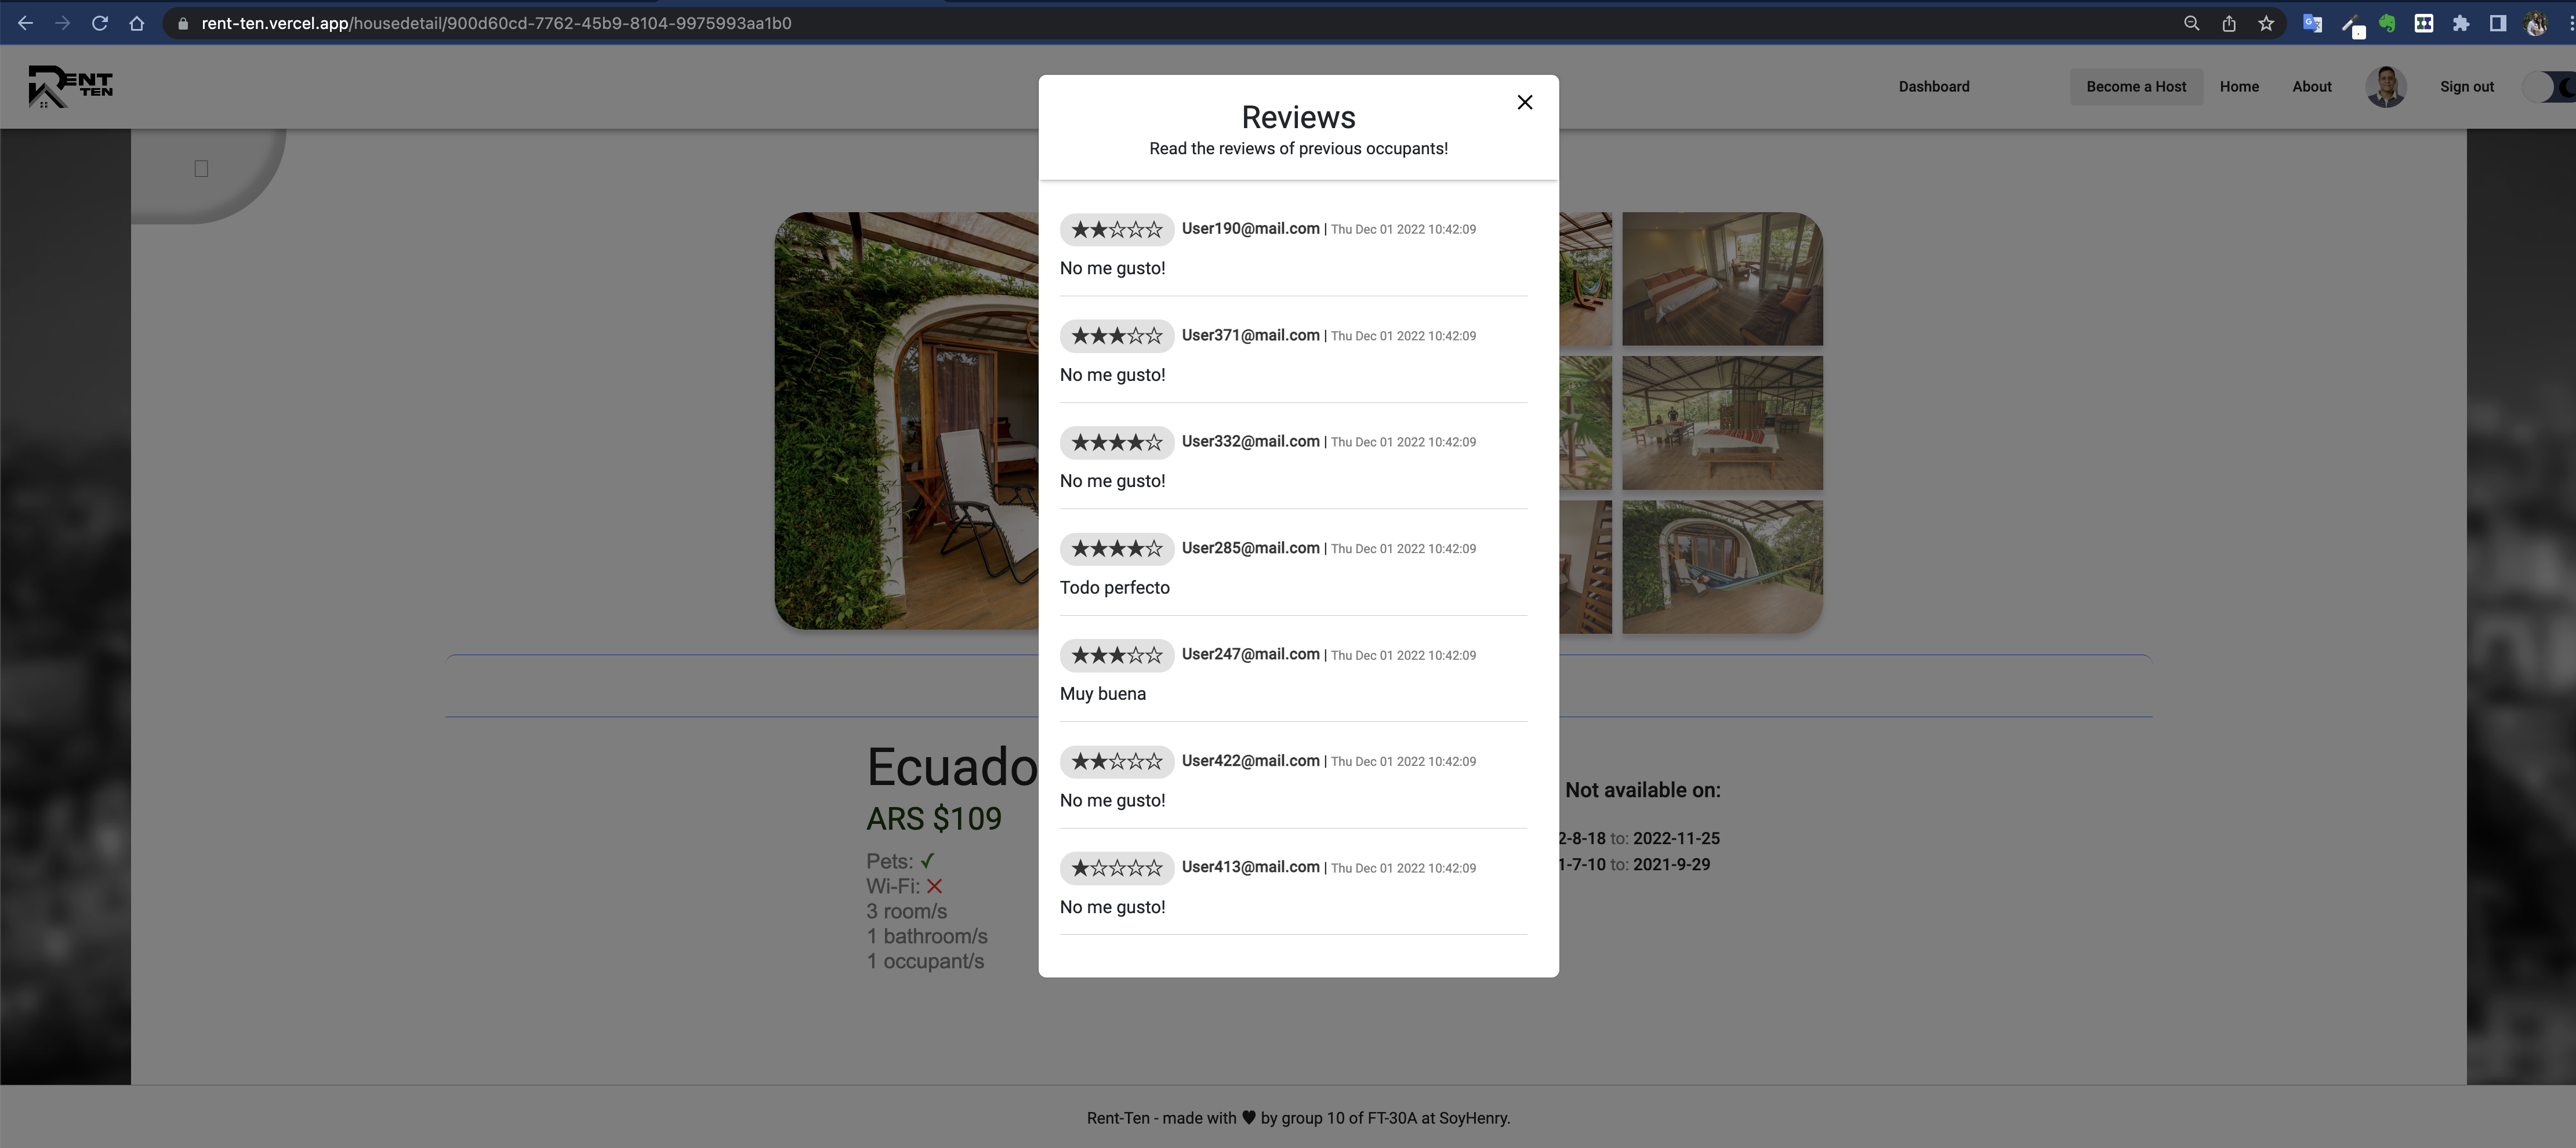 rent-ten.vercel.app/housedetail/900d60cd-7762-45b9-8104-9975993aa1b0
RENT
TEN
Dashboard
Become a Host
Home
About
Sign out
Reviews
Read the reviews of previous occupants!
★★☆☆☆ User190@mail.com | Thu Dec 01 2022 10:42:09
No me gusto!
★★★☆☆ User371@mail.com | Thu Dec 01 2022 10:42:09
No me gusto!
★★★★☆ User332@mail.com | Thu Dec 01 2022 10:42:09
No me gusto!
★★★★☆ User285@mail.com | Thu Dec 01 2022 10:42:09
Todo perfecto
★★★☆☆ User247@mail.com | Thu Dec 01 2022 10:42:09
Muy buena
★★☆☆☆ User422@mail.com | Thu Dec 01 2022 10:42:09
No me gusto!
★☆☆☆☆ User413@mail.com | Thu Dec 01 2022 10:42:09
No me gusto!
Ecuado
ARS $109
Pets: ✓
Wi-Fi: ✕
3 room/s
1 bathroom/s
1 occupant/s
Not available on:
2-8-18 to: 2022-11-25
1-7-10 to: 2021-9-29
Rent-Ten - made with ♥ by group 10 of FT-30A at SoyHenry.